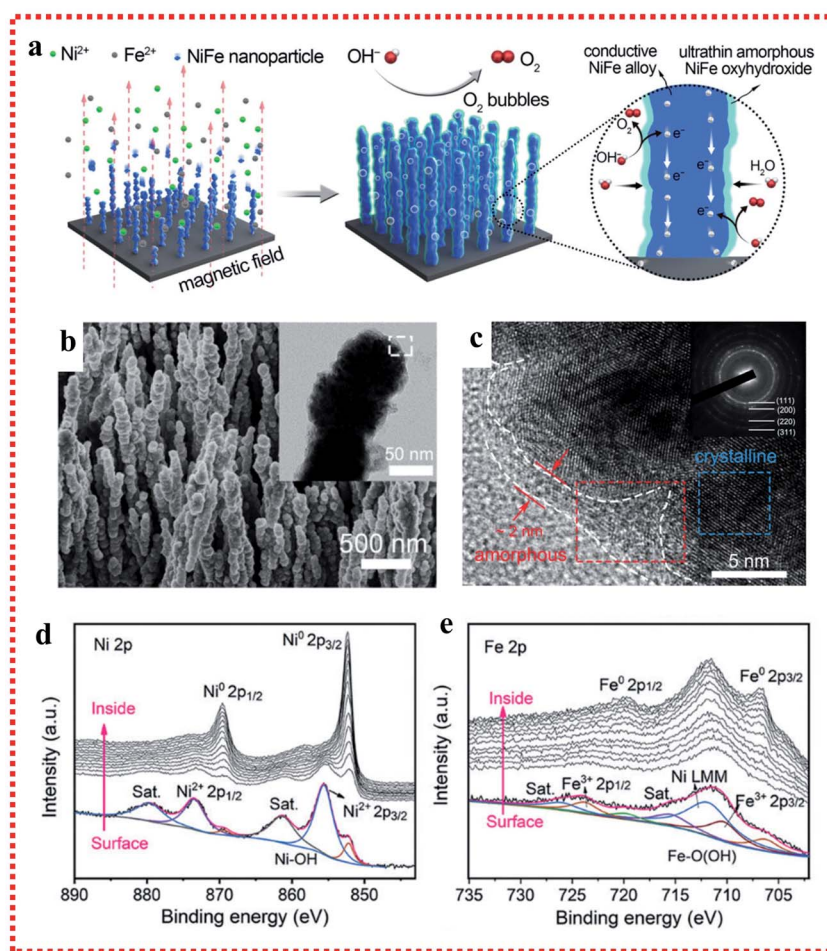 a
Ni2+ Fe2+ NiFe nanoparticle
OH− O2
O2 bubbles
conductive
NiFe alloy
ultrathin amorphous
NiFe oxyhydroxide
magnetic field
O2
OH−
e−
e−
e−
e−
H2O
b
50 nm
500 nm
c
(111)
(200)
(220)
(311)
crystalline
~ 2 nm
amorphous
5 nm
d
Ni 2p
Ni0 2p3/2
Ni0 2p1/2
Inside
Surface
Sat.
Ni2+ 2p1/2
Sat.
Ni2+ 2p3/2
Ni-OH
Intensity (a.u.)
890 880 870 860 850
Binding energy (eV)
e
Fe 2p
Fe0 2p1/2
Fe0 2p3/2
Inside
Surface
Sat.
Fe3+ 2p1/2
Sat.
Ni LMM
Fe3+ 2p3/2
Fe-O(OH)
Intensity (a.u.)
735 730 725 720 715 710 705
Binding energy (eV)